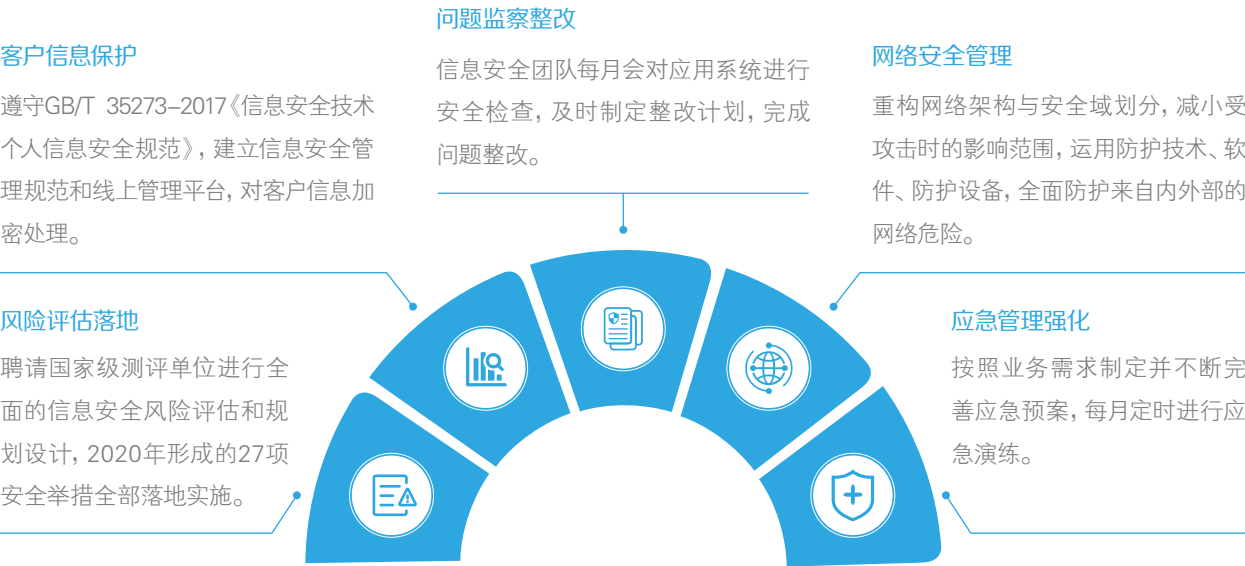 客户信息保护
遵守GB/T 35273–2017《信息安全技术
个人信息安全规范》，建立信息安全管
理规范和线上管理平台，对客户信息加
密处理。
问题监察整改
信息安全团队每月会对应用系统进行
安全检查，及时制定整改计划，完成
问题整改。
网络安全管理
重构网络架构与安全域划分，减小受
攻击时的影响范围，运用防护技术、软
件、防护设备，全面防护来自内外部的
网络危险。
风险评估落地
聘请国家级测评单位进行全
面的信息安全风险评估和规
划设计，2020年形成的27项
安全举措全部落地实施。
应急管理强化
按照业务需求制定并不断完
善应急预案，每月定时进行应
急演练。